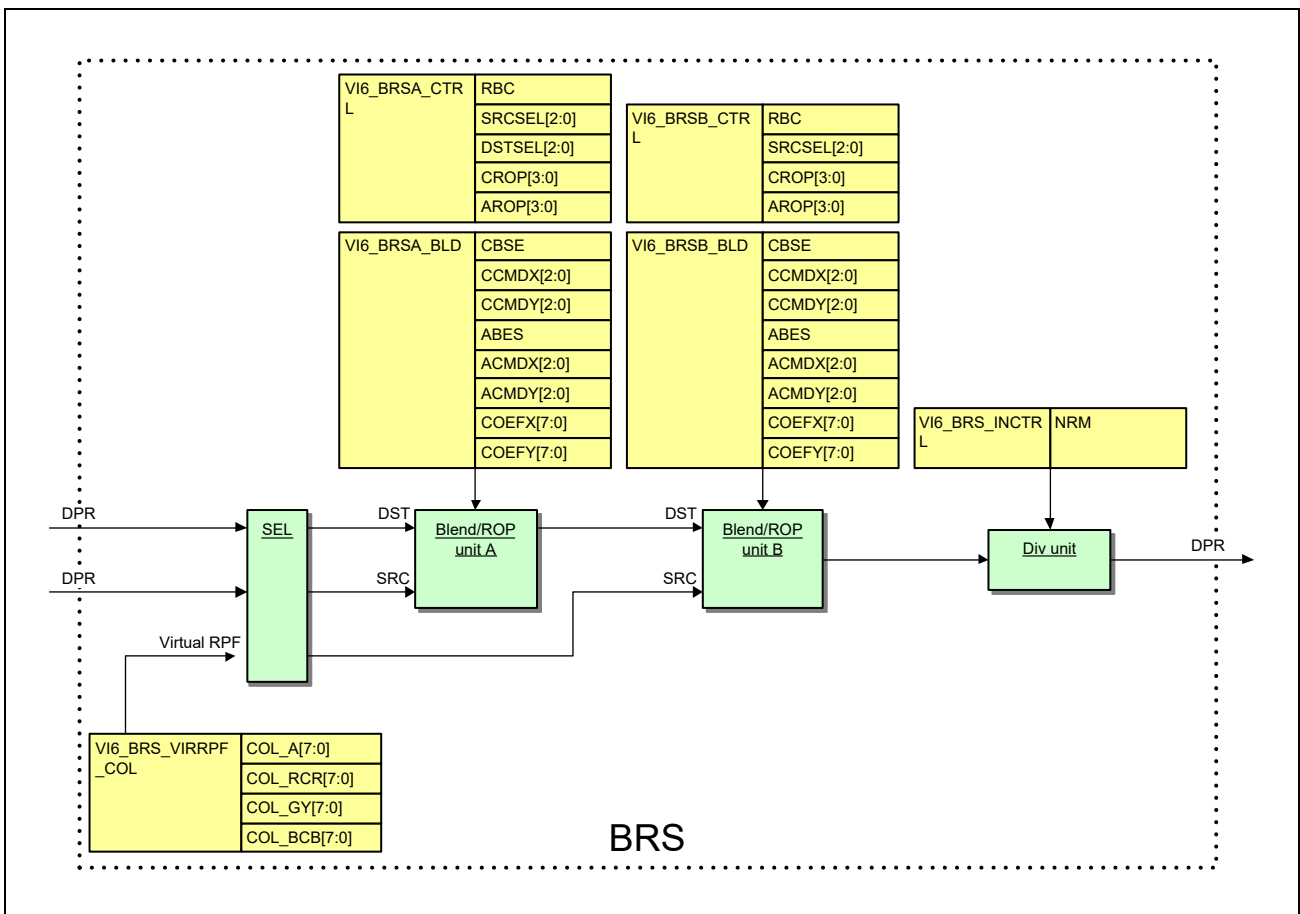 VI6_BRSA_CTR
L
RBC
SRCSEL[2:0]
DSTSEL[2:0]
CROP[3:0]
AROP[3:0]
VI6_BRSB_CTR
L
RBC
SRCSEL[2:0]
CROP[3:0]
AROP[3:0]
VI6_BRSA_BLD
CBSE
CCMDX[2:0]
CCMDY[2:0]
ABES
ACMDX[2:0]
ACMDY[2:0]
COEFX[7:0]
COEFY[7:0]
VI6_BRSB_BLD
CBSE
CCMDX[2:0]
CCMDY[2:0]
ABES
ACMDX[2:0]
ACMDY[2:0]
COEFX[7:0]
COEFY[7:0]
VI6_BRS_INCTR
L
NRM
DPR
DPR
Virtual RPF
SEL
DST
SRC
Blend/ROP
unit A
DST
SRC
Blend/ROP
unit B
Div unit
DPR
VI6_BRS_VIRRPF
_COL
COL_A[7:0]
COL_RCR[7:0]
COL_GY[7:0]
COL_BCB[7:0]
BRS